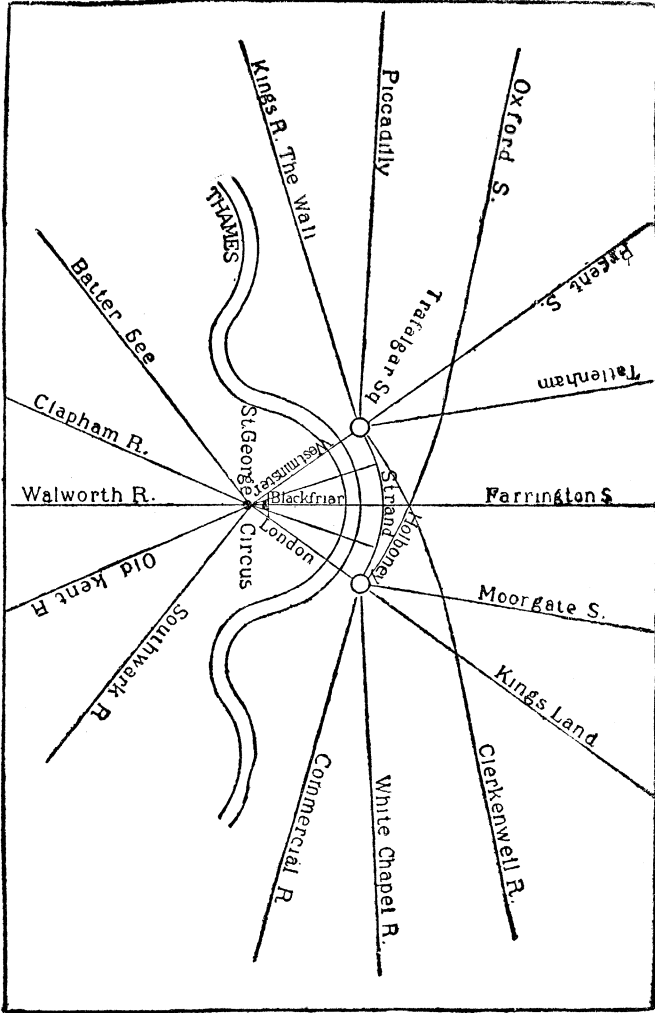 Kings R. The Wall
Piccadilly
Oxford S.
THAMES
Regent S.
Trafalgar Sq
Tattenham
Batter See
Clapham R.
St. George Circus
Westminster
Walworth R.
Blackfriar
Strand
Farrington S
Holboney
London
Old Kent R
Southwark R
Moorgate S.
Kings Land
Commercial R
White Chapel R.
Clerkenwell R.